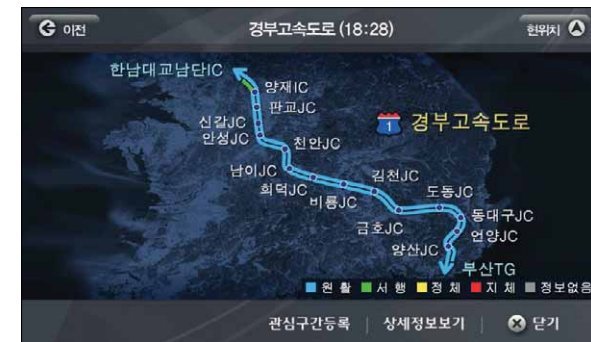 이전
경부고속도로 (18:28)
현위치
한남대교남단IC
양재IC
판교JC
신갈JC
안성JC
천안JC
1 경부고속도로
남이JC
회덕JC
비룡JC
김천JC
도동JC
금호JC
동대구JC
언양JC
양산JC
부산TG
원활 서행 정체 지체 정보없음
관심구간등록 | 상세정보보기 | 닫기